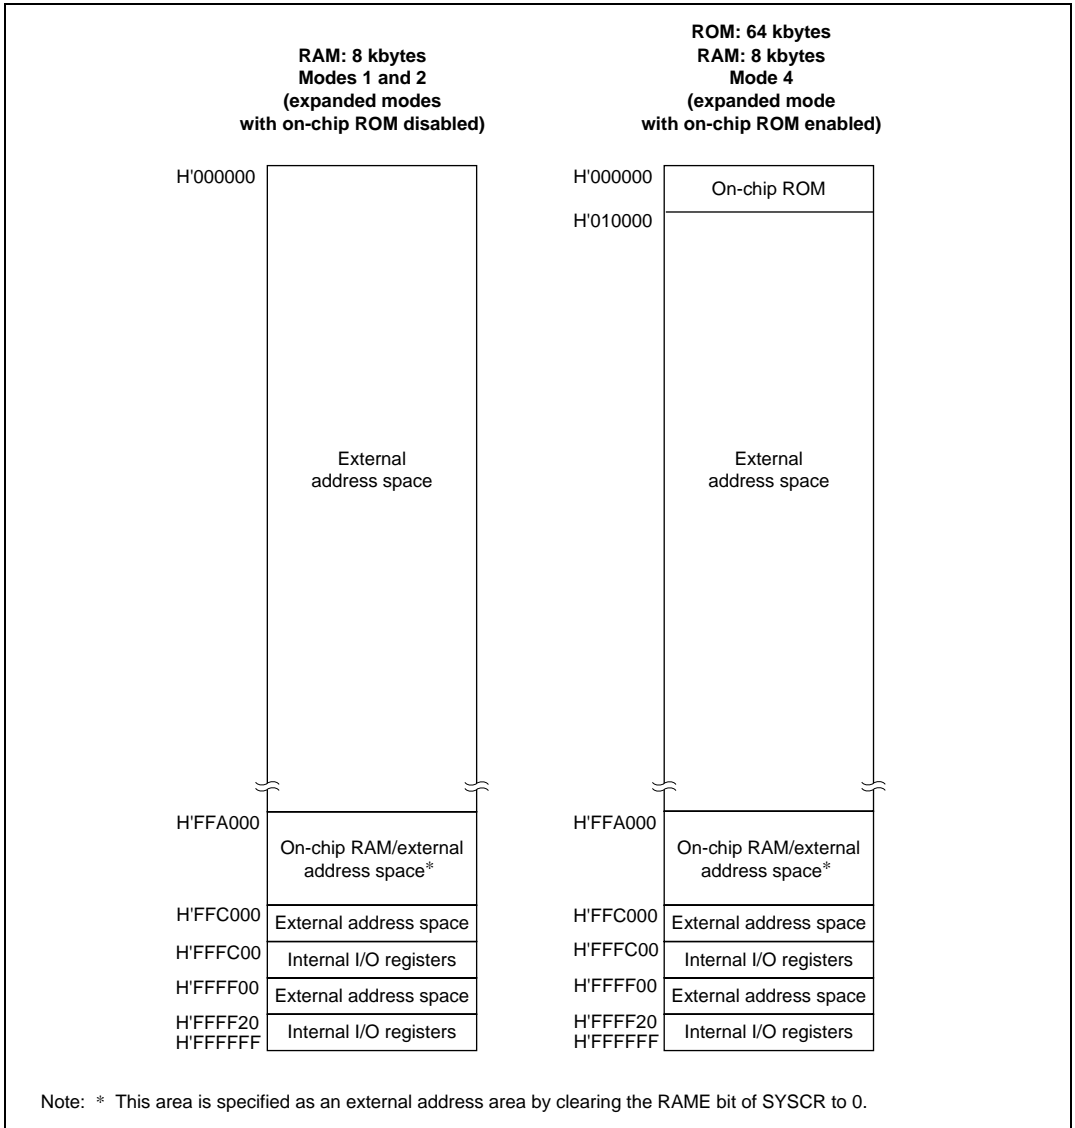 RAM: 8 kbytes
Modes 1 and 2
(expanded modes
with on-chip ROM disabled)
H'000000
External
address space
H'FFA000
On-chip RAM/external
address space*
H'FFC000
External address space
H'FFFC00
Internal I/O registers
H'FFFF00
External address space
H'FFFF20
Internal I/O registers
H'FFFFFF
ROM: 64 kbytes
RAM: 8 kbytes
Mode 4
(expanded mode
with on-chip ROM enabled)
H'000000
On-chip ROM
H'010000
External
address space
H'FFA000
On-chip RAM/external
address space*
H'FFC000
External address space
H'FFFC00
Internal I/O registers
H'FFFF00
External address space
H'FFFF20
Internal I/O registers
H'FFFFFF
Note: * This area is specified as an external address area by clearing the RAME bit of SYSCR to 0.